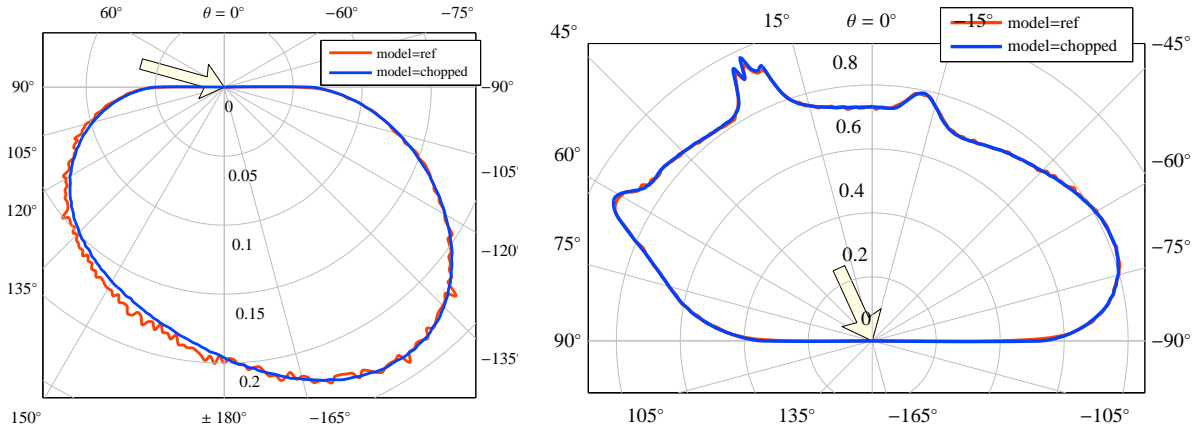 60° θ = 0° −60° −75°
model=ref
model=chopped
90° −90°
0
105° −105°
0.05
120° −120°
0.1
135°
0.15
−135°
0.2
150° ± 180° −165°
45° 15° θ = 0° −15° −45°
model=ref
model=chopped
0.8
0.6
60° −60°
0.4
75° −75°
0.2
0
90° −90°
105° 135° −165° −105°